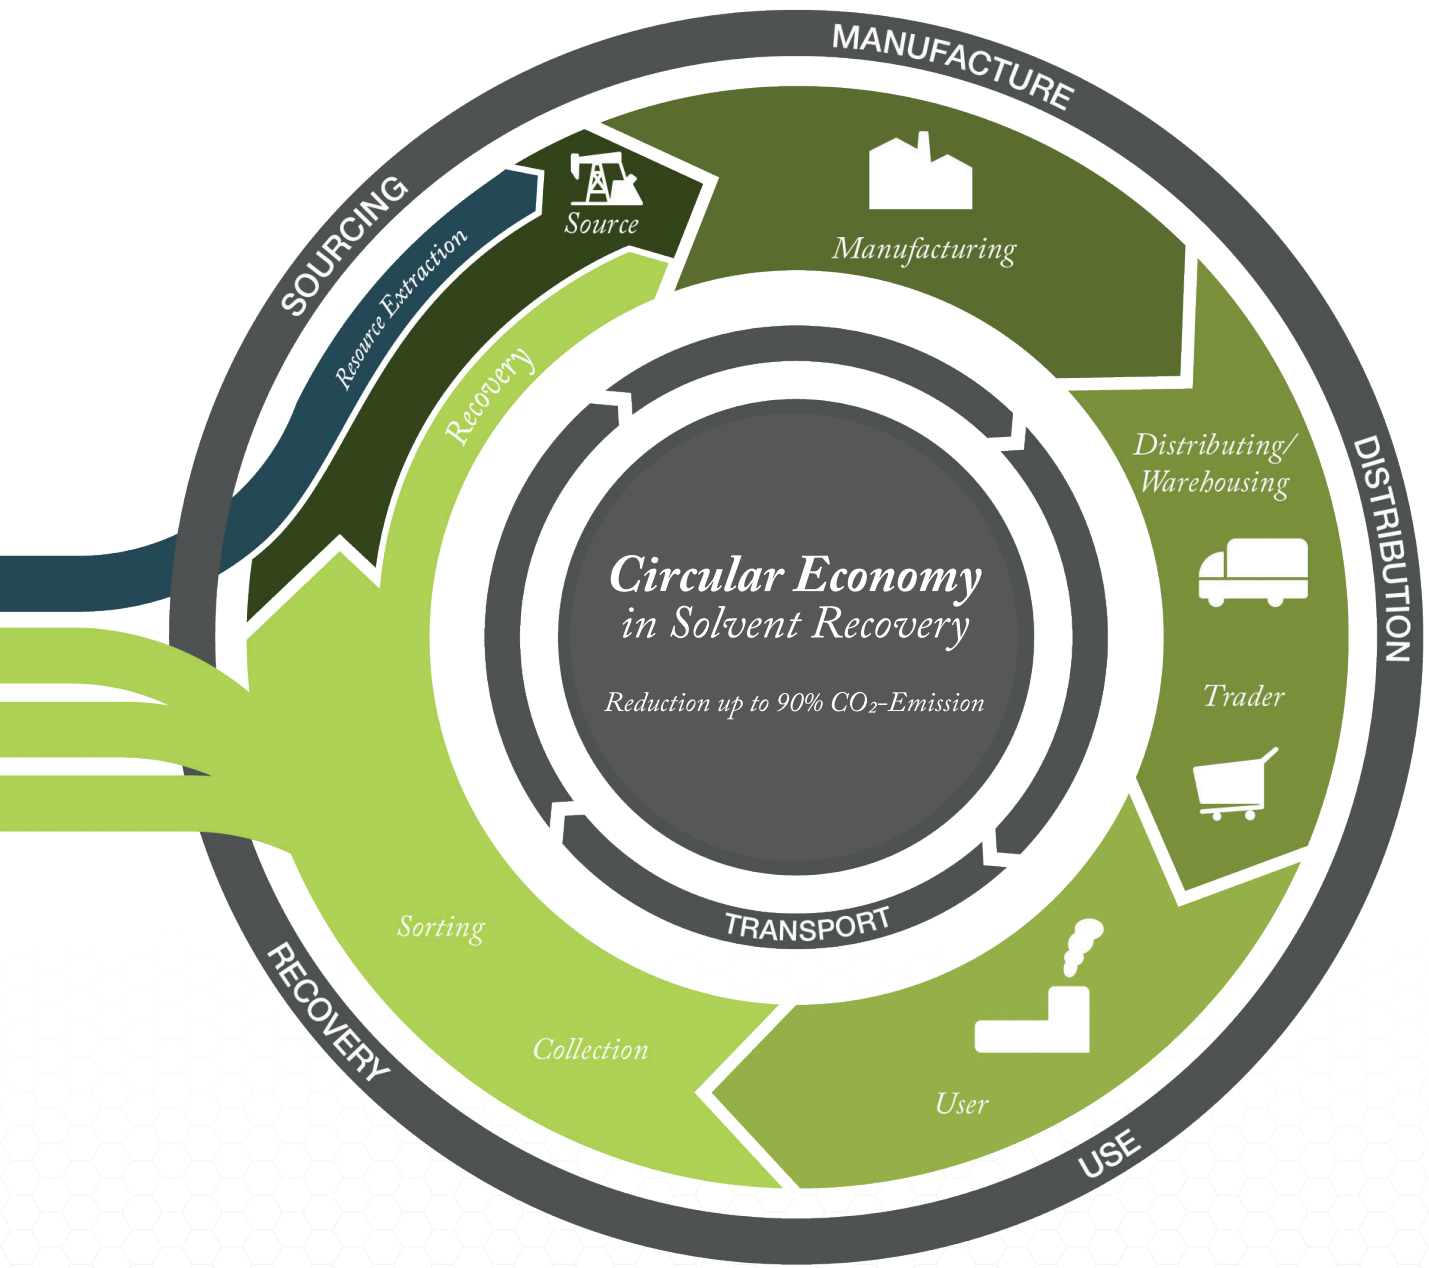 MANUFACTURE
SOURCING
Source
Resource Extraction
Manufacturing
Recovery
Distributing/
Warehousing
DISTRIBUTION
Circular Economy
in Solvent Recovery
Reduction up to 90% CO₂-Emission
Trader
TRANSPORT
Sorting
Collection
RECOVERY
User
USE